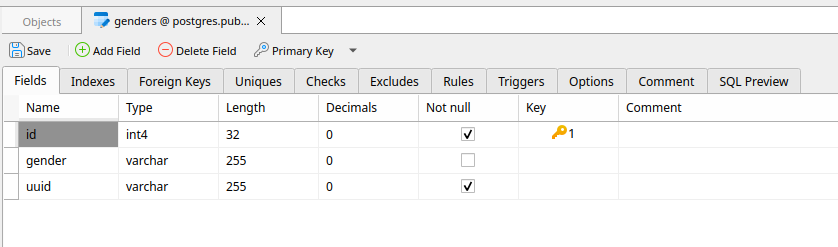 Objects genders @ postgres.pub...
Save Add Field Delete Field Primary Key
Fields Indexes Foreign Keys Uniques Checks Excludes Rules Triggers Options Comment SQL Preview
Name Type Length Decimals Not null Key Comment
id int4 32 0 1
gender varchar 255 0
uuid varchar 255 0